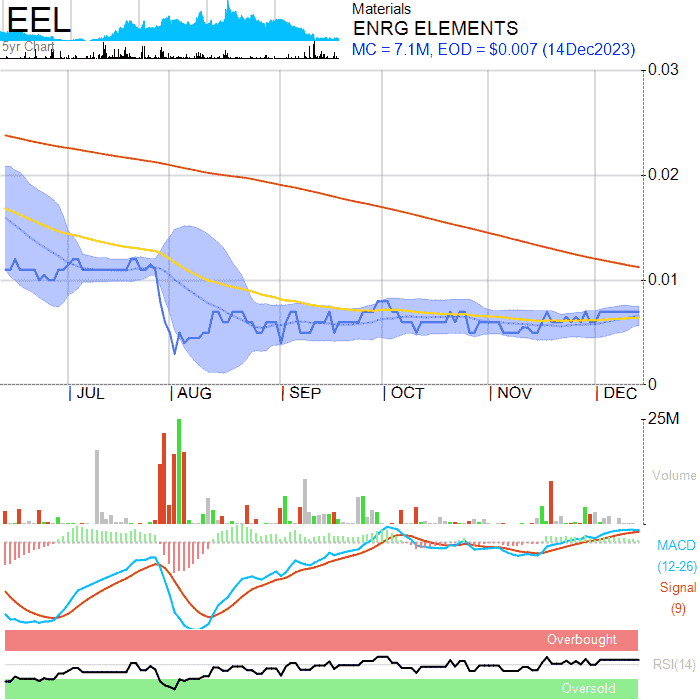 EEL
5yr Chart
Materials
ENRG ELEMENTS
MC = 7.1M, EOD = $0.007 (14Dec2023)
0.03
0.02
0.01
0
JUL AUG SEP OCT NOV DEC
25M
Volume
MACD
(12-26)
Signal
(9)
Overbought
RSI(14)
Oversold